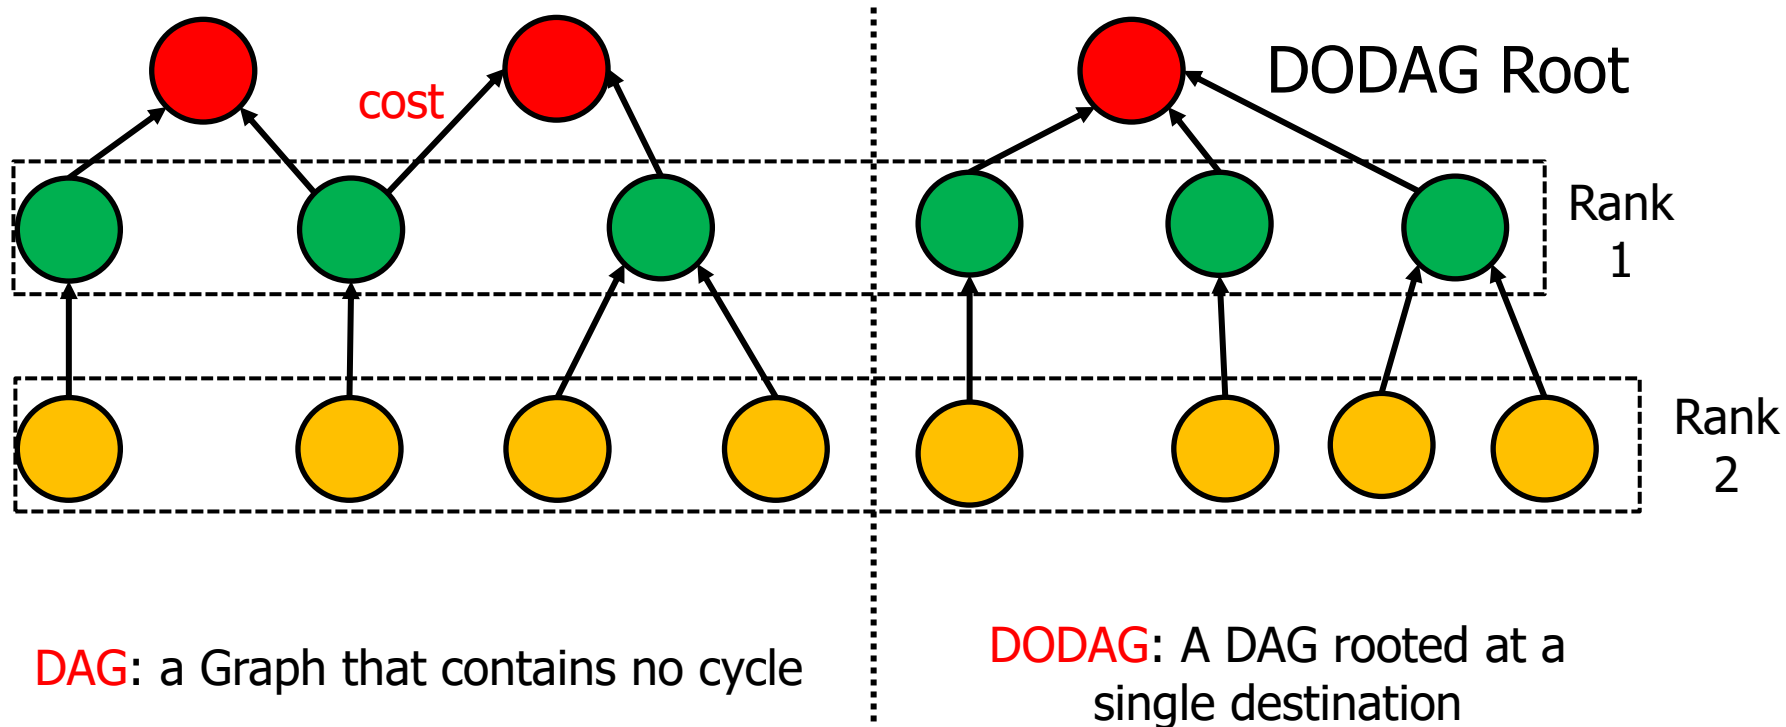 cost
DODAG Root
Rank
1
Rank
2
DAG: a Graph that contains no cycle
DODAG: A DAG rooted at a
single destination